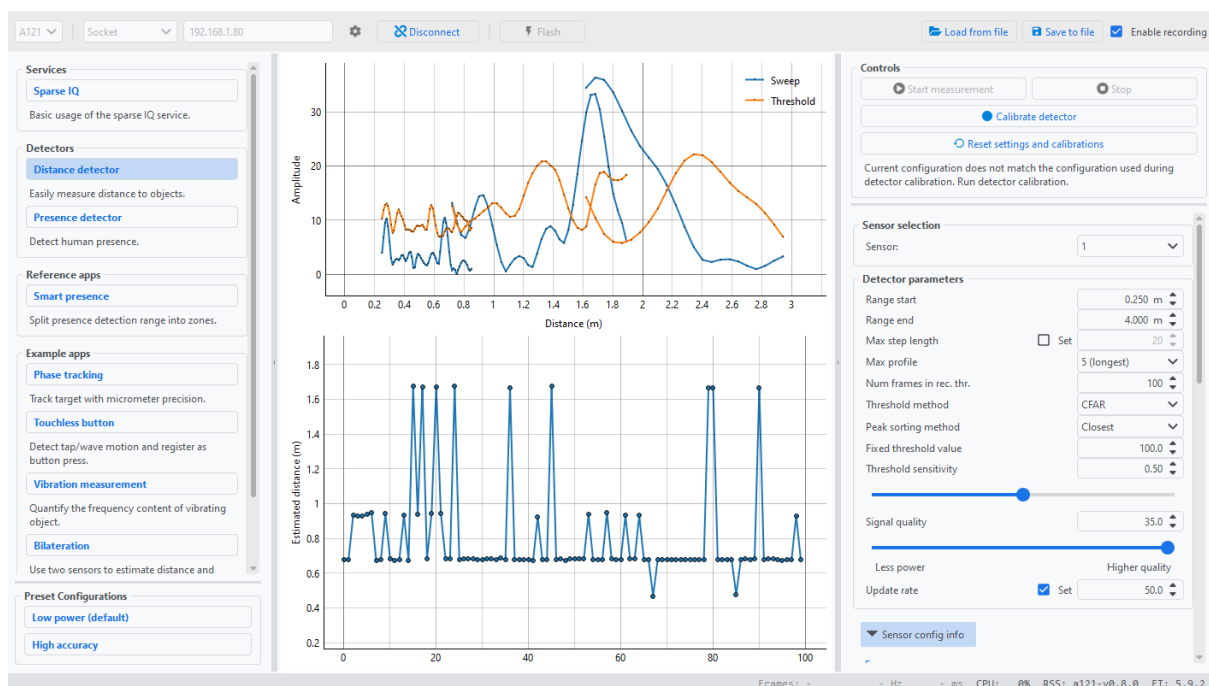 A121
Socket
192.168.1.80
Disconnect
Flash
Load from file
Save to file
Enable recording
Services
Sparse IQ
Basic usage of the sparse IQ service.
Detectors
Distance detector
Easily measure distance to objects.
Presence detector
Detect human presence.
Reference apps
Smart presence
Split presence detection range into zones.
Example apps
Phase tracking
Track target with micrometer precision.
Touchless button
Detect tap/wave motion and register as
button press.
Vibration measurement
Quantify the frequency content of vibrating
object.
Bilateration
Use two sensors to estimate distance and
Preset Configurations
Low power (default)
High accuracy
Amplitude
30
20
10
0
Sweep
Threshold
0 0.2 0.4 0.6 0.8 1 1.2 1.4 1.6 1.8 2 2.2 2.4 2.6 2.8 3
Distance (m)
Estimated distance (m)
1.8
1.6
1.4
1.2
1
0.8
0.6
0.4
0.2
0 20 40 60 80 100
Controls
Start measurement
Stop
Calibrate detector
Reset settings and calibrations
Current configuration does not match the configuration used during
detector calibration. Run detector calibration.
Sensor selection
Sensor: 1
Detector parameters
Range start 0.250 m
Range end 4.000 m
Max step length Set 20
Max profile 5 (longest)
Num frames in rec. thr. 100
Threshold method CFAR
Peak sorting method Closest
Fixed threshold value 100.0
Threshold sensitivity 0.50
Signal quality 35.0
Less power Higher quality
Update rate Set 50.0
Sensor config info
Frames: - - Hz - ms CPU: 0% RSS: a121-v0.8.0 ET: 5.9.2